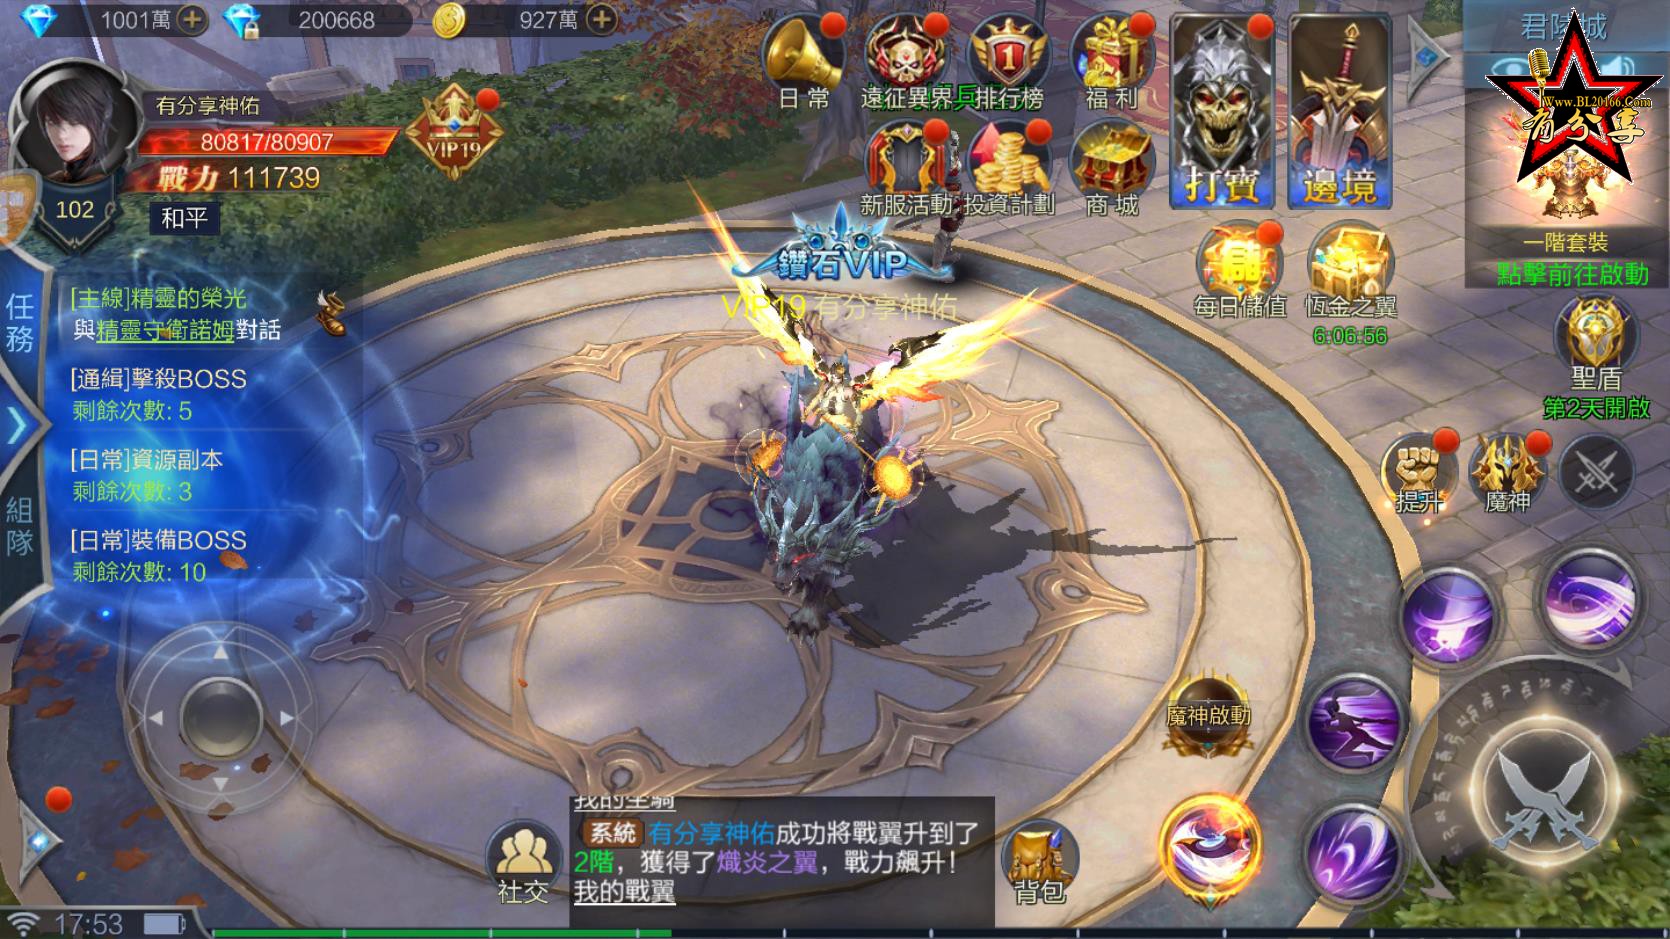 1001萬
200668
927萬
有分享神佑
80817/80907
戰力 111739
102
和平
VIP19
日常
遠征異界
排行榜
福利
新服活動
投資計劃
商城
打寶
邊境
君陵城
Www.BL20166.Com
有分享
一階套裝
點擊前往啟動
每日儲值
恆金之翼
6:06:56
聖盾
第2天開啟
提升
魔神
任務
組隊
[主線]精靈的榮光
與精靈守衛諾姆對話
[通緝]擊殺BOSS
剩餘次數: 5
[日常]資源副本
剩餘次數: 3
[日常]裝備BOSS
剩餘次數: 10
鑽石VIP
VIP19 有分享神佑
魔神啟動
社交
我的坐騎
系統 有分享神佑成功將戰翼升到了
2階，獲得了熾炎之翼，戰力飆升！
我的戰翼
背包
17:53